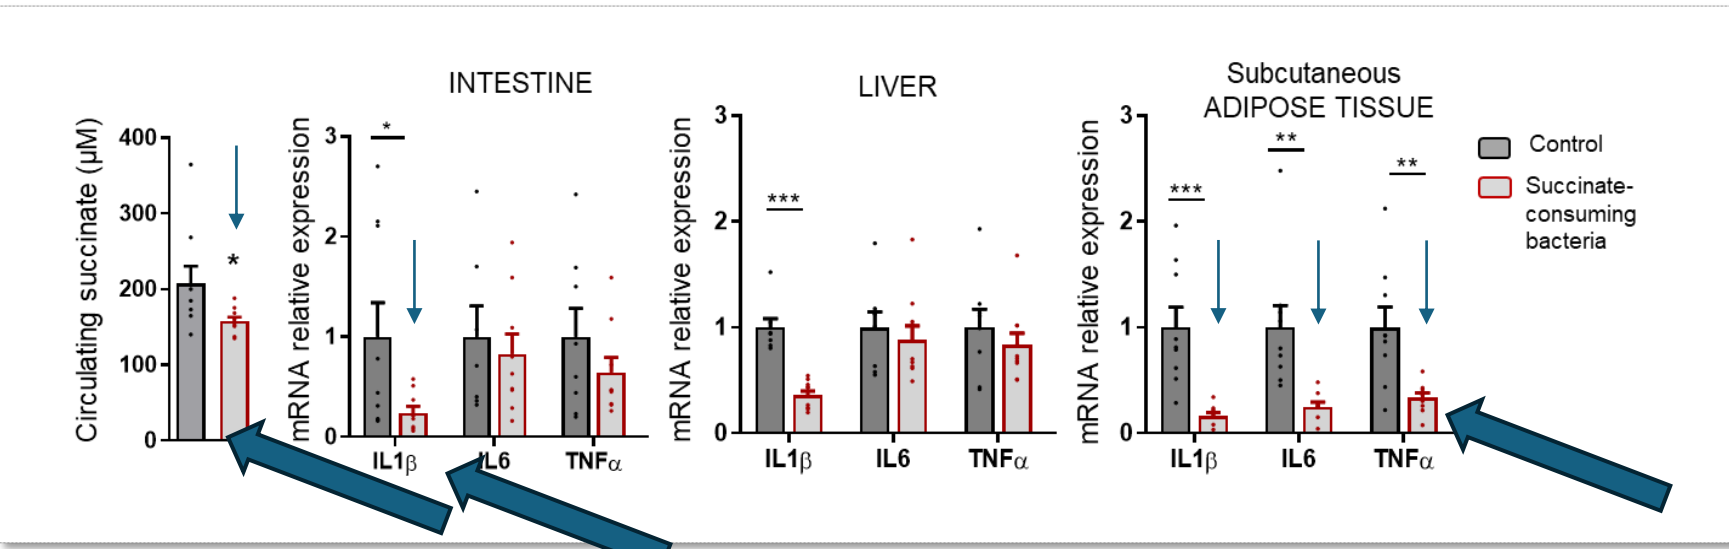 INTESTINE
LIVER
Subcutaneous
ADIPOSE TISSUE
Circulating succinate (µM)
400
300
200
100
0
*
mRNA relative expression
3
2
1
0
*
IL1β
IL6
TNFα
mRNA relative expression
3
2
1
0
***
IL1β
IL6
TNFα
mRNA relative expression
3
2
1
0
***
**
**
IL1β
IL6
TNFα
Control
Succinate-
consuming
bacteria